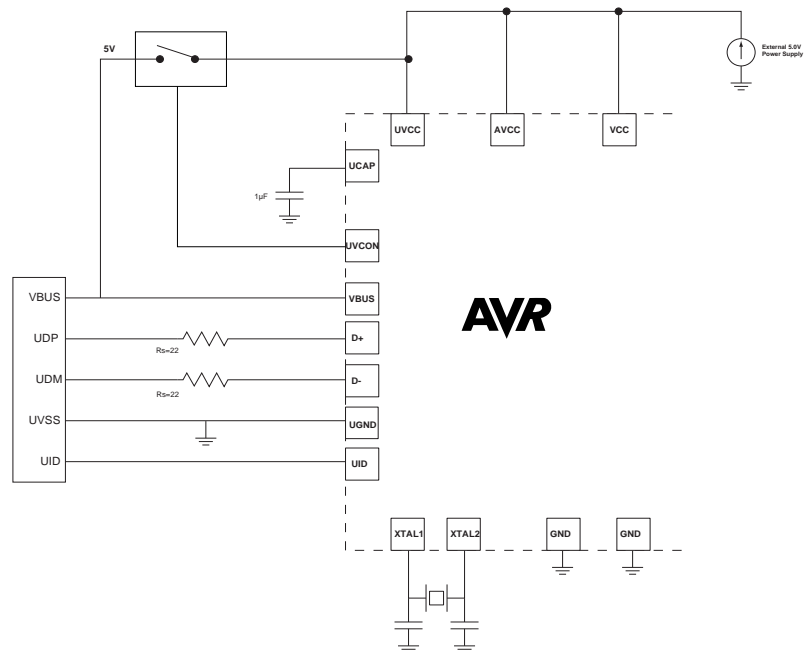 5V
External 5.0V
Power Supply
UVCC
AVCC
VCC
UCAP
1µF
UVCON
VBUS
VBUS
UDP
Rs=22
D+
UDM
Rs=22
D-
UVSS
UGND
UID
UID
AVR
XTAL1
XTAL2
GND
GND